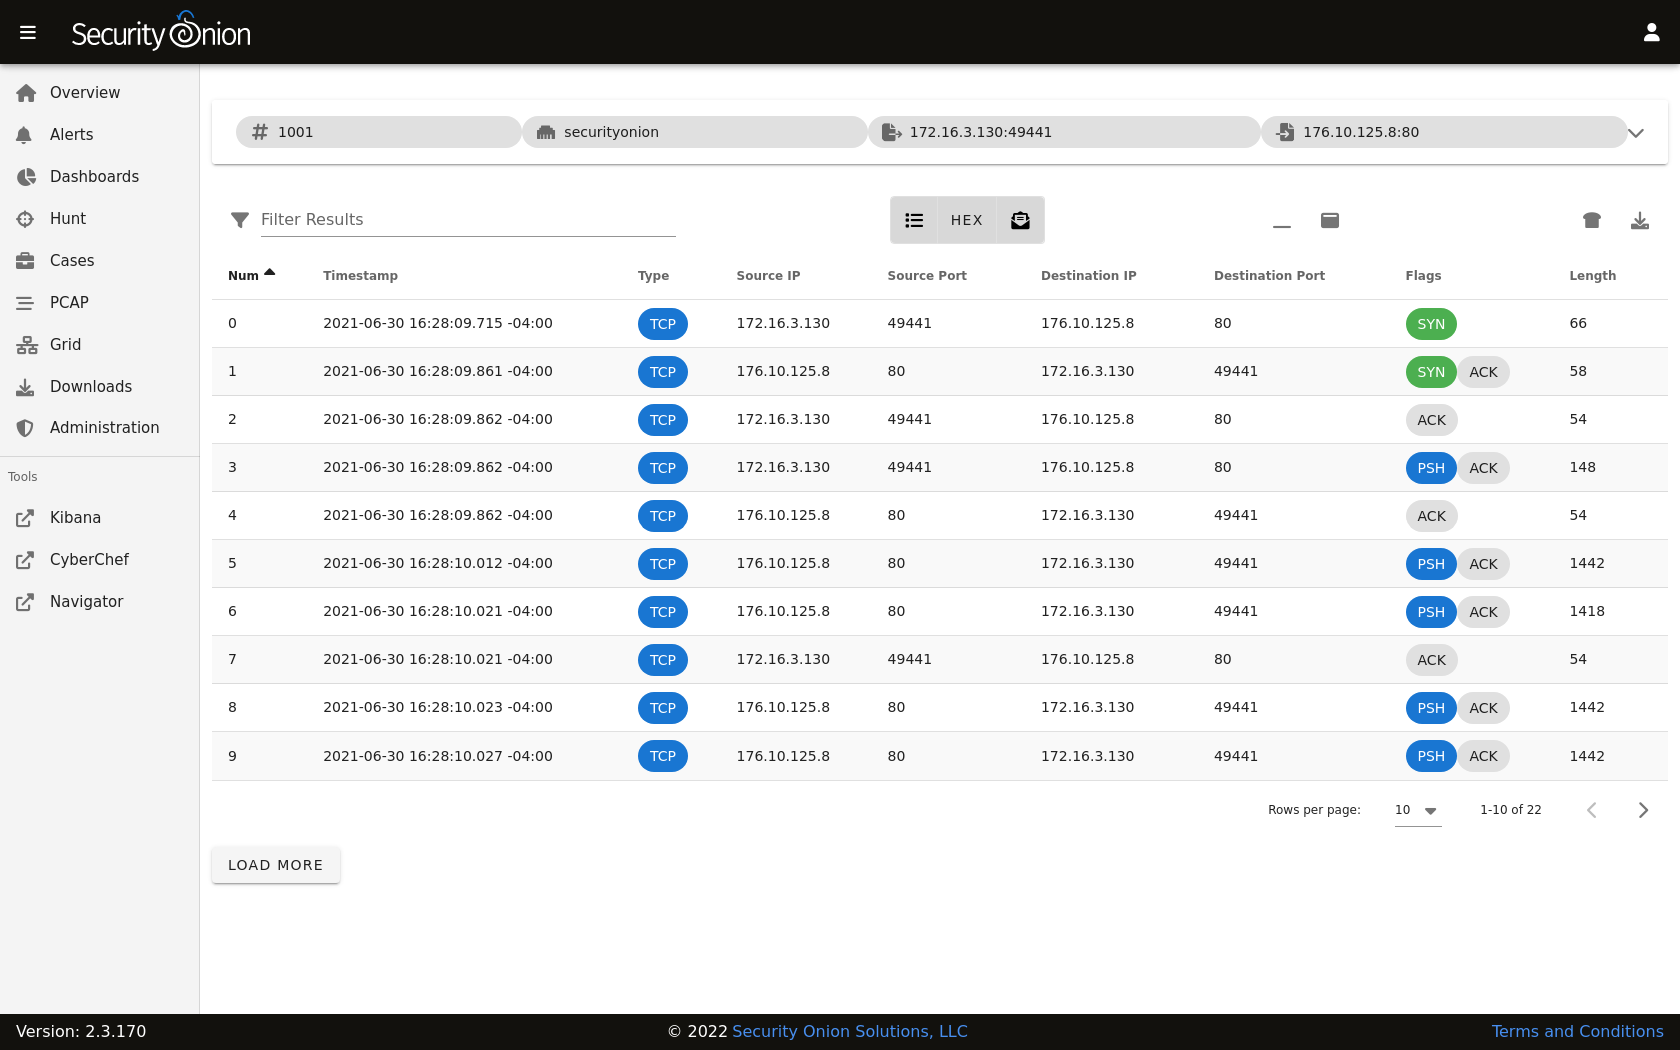 Security Onion
Overview
Alerts
Dashboards
Hunt
Cases
PCAP
Grid
Downloads
Administration
Tools
Kibana
CyberChef
Navigator
1001 securityonion 172.16.3.130:49441 176.10.125.8:80
Filter Results HEX
Num Timestamp Type Source IP Source Port Destination IP Destination Port Flags Length
0 2021-06-30 16:28:09.715 -04:00 TCP 172.16.3.130 49441 176.10.125.8 80 SYN 66
1 2021-06-30 16:28:09.861 -04:00 TCP 176.10.125.8 80 172.16.3.130 49441 SYN ACK 58
2 2021-06-30 16:28:09.862 -04:00 TCP 172.16.3.130 49441 176.10.125.8 80 ACK 54
3 2021-06-30 16:28:09.862 -04:00 TCP 172.16.3.130 49441 176.10.125.8 80 PSH ACK 148
4 2021-06-30 16:28:09.862 -04:00 TCP 176.10.125.8 80 172.16.3.130 49441 ACK 54
5 2021-06-30 16:28:10.012 -04:00 TCP 176.10.125.8 80 172.16.3.130 49441 PSH ACK 1442
6 2021-06-30 16:28:10.021 -04:00 TCP 176.10.125.8 80 172.16.3.130 49441 PSH ACK 1418
7 2021-06-30 16:28:10.021 -04:00 TCP 172.16.3.130 49441 176.10.125.8 80 ACK 54
8 2021-06-30 16:28:10.023 -04:00 TCP 176.10.125.8 80 172.16.3.130 49441 PSH ACK 1442
9 2021-06-30 16:28:10.027 -04:00 TCP 176.10.125.8 80 172.16.3.130 49441 PSH ACK 1442
Rows per page: 10 1-10 of 22
LOAD MORE
Version: 2.3.170 © 2022 Security Onion Solutions, LLC Terms and Conditions